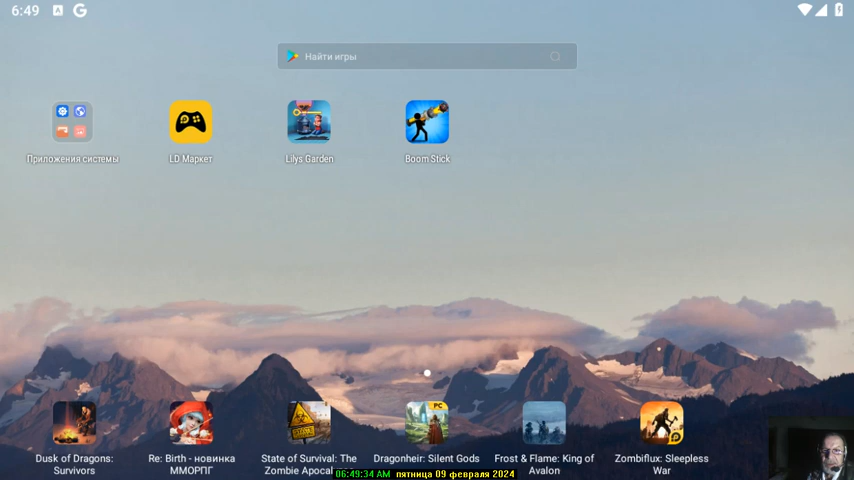 6:49
A G
Найти игры
Приложения системы
LD Маркет
Lilys Garden
Boom Stick
PC
Dusk of Dragons:
Survivors
Re: Birth - новинка
ММОРПГ
State of Survival: The
Zombie Apocal
Dragonheir: Silent Gods
Frost & Flame: King of
Avalon
Zombiflux: Sleepless
War
06:49:34 AM пятница 09 февраля 2024